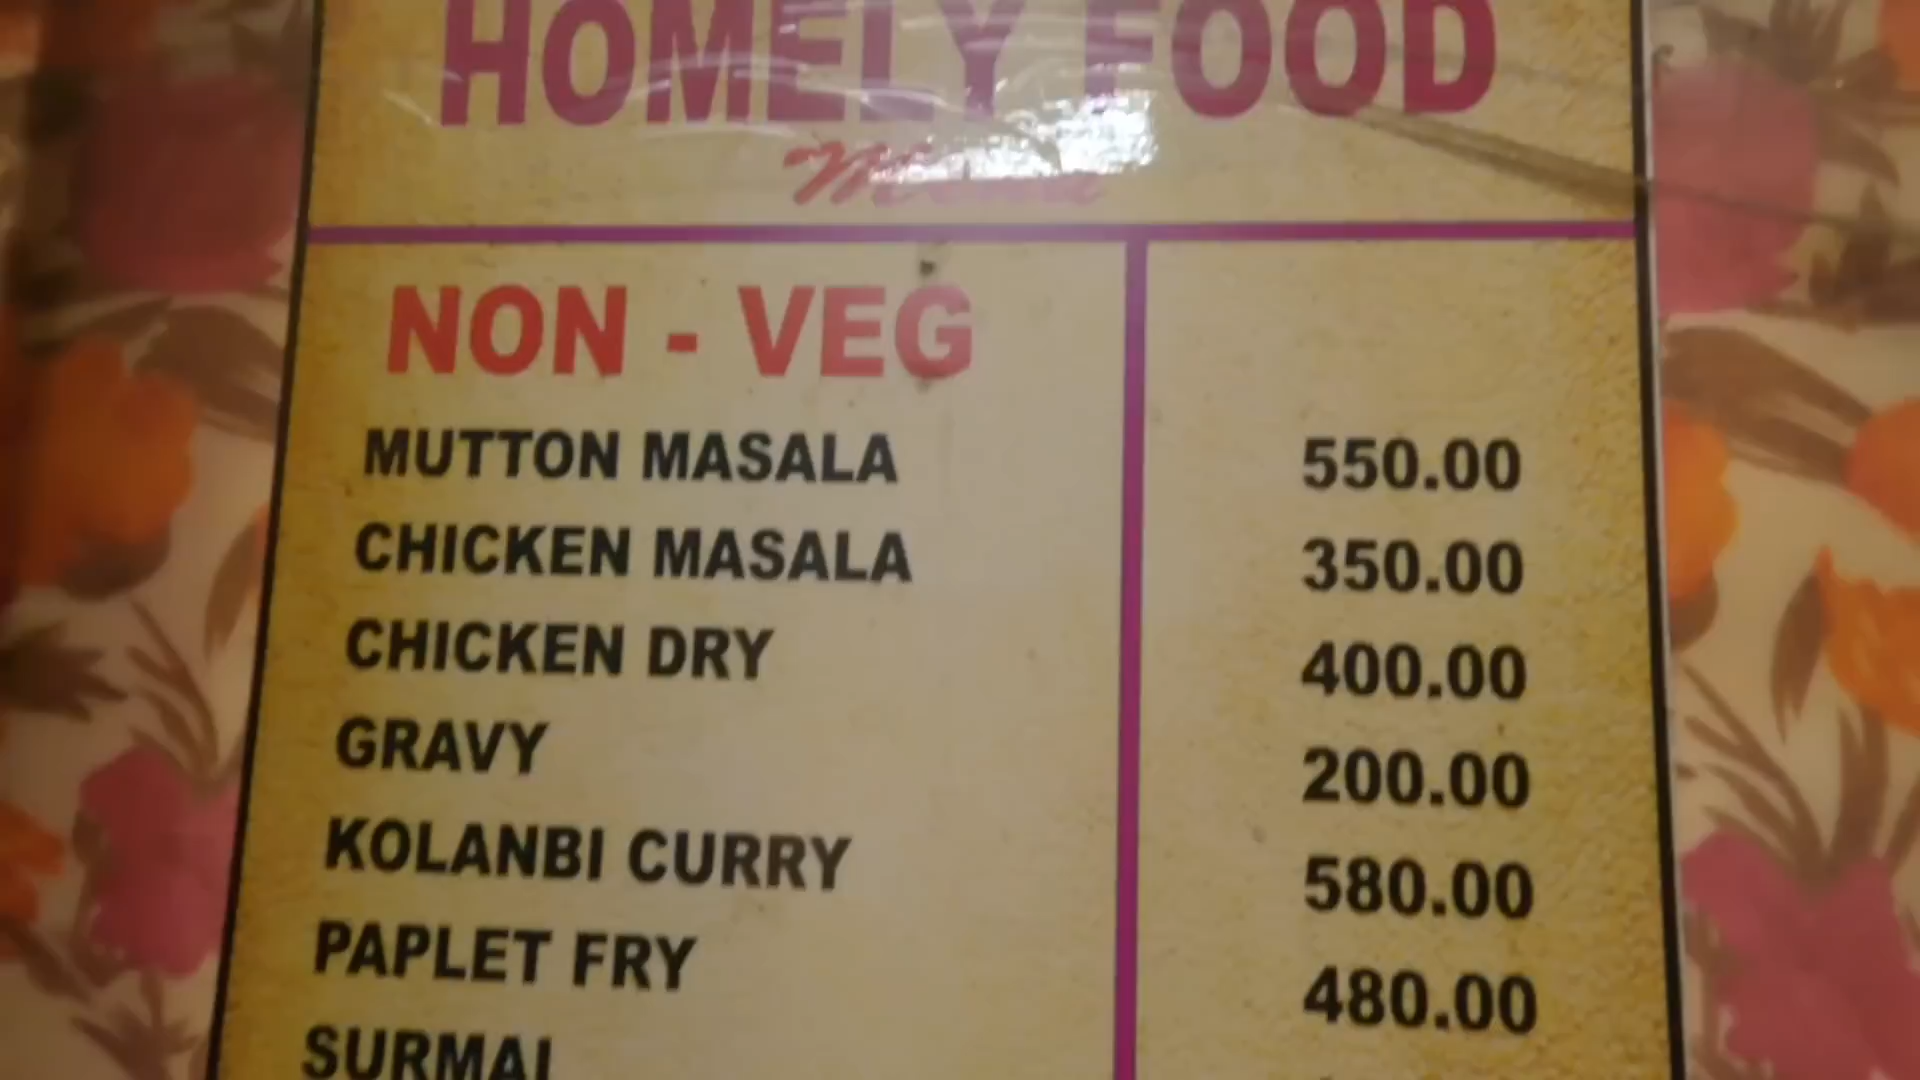 HOMELY FOOD
Menu
NON - VEG
MUTTON MASALA 550.00
CHICKEN MASALA 350.00
CHICKEN DRY 400.00
GRAVY 200.00
KOLANBI CURRY 580.00
PAPLET FRY 480.00
SURMAI